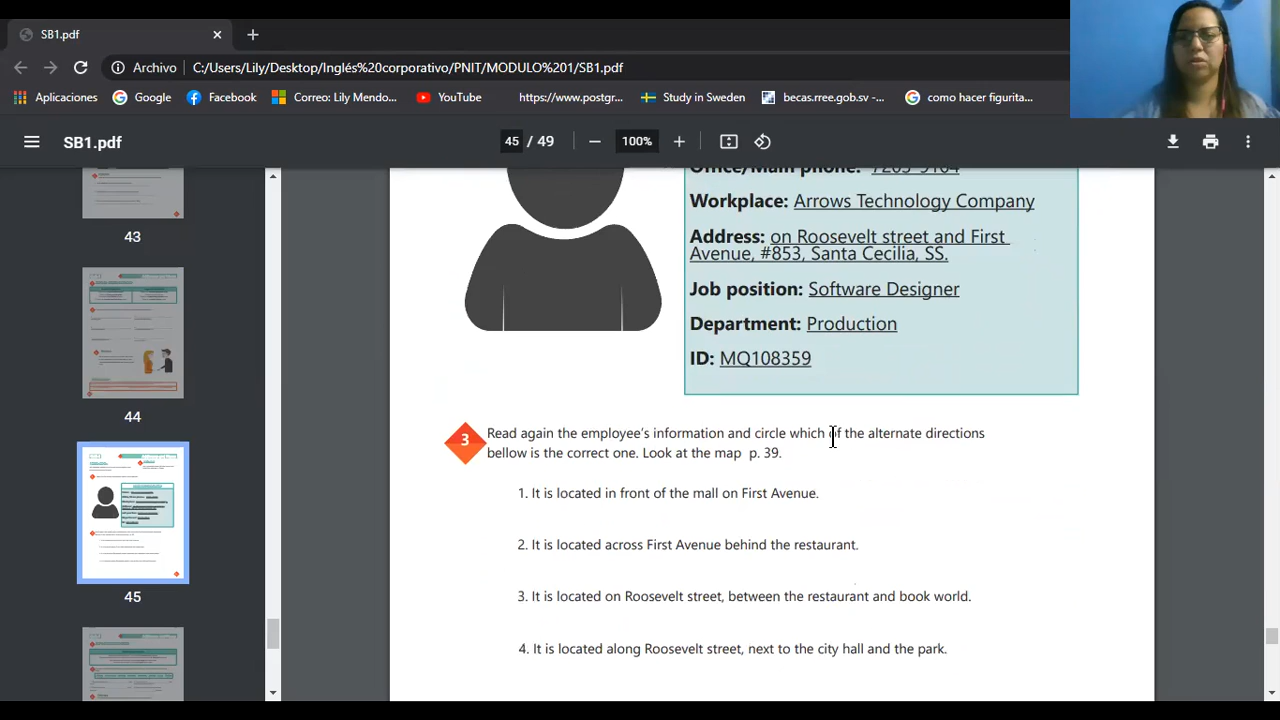 SB1.pdf
Archivo
C:/Users/Lily/Desktop/Inglés%20corporativo/PNIT/MODULO%201/SB1.pdf
Aplicaciones
Google
Facebook
Correo: Lily Mendo...
YouTube
https://www.postgr...
Study in Sweden
becas.rree.gob.sv -...
como hacer figurita...
SB1.pdf
45 / 49
100%
43
44
45
Office/Main phone: 7265-9164
Workplace: Arrows Technology Company
Address: on Roosevelt street and First
Avenue, #853, Santa Cecilia, SS.
Job position: Software Designer
Department: Production
ID: MQ108359
3
Read again the employee's information and circle which of the alternate directions
bellow is the correct one. Look at the map p. 39.
1. It is located in front of the mall on First Avenue.
2. It is located across First Avenue behind the restaurant.
3. It is located on Roosevelt street, between the restaurant and book world.
4. It is located along Roosevelt street, next to the city hall and the park.